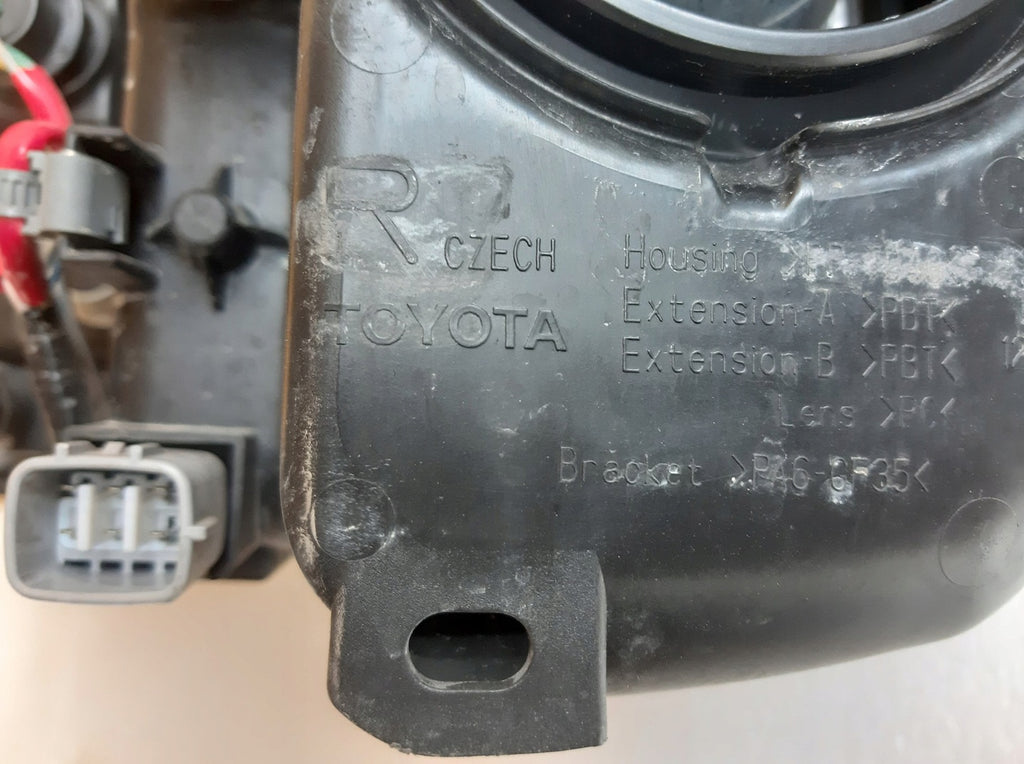 R CZECH
TOYOTA
Housing
Extension-A >PBT<
Extension-B >PBT<
Lens >PC<
Bracket >P46-GF35<